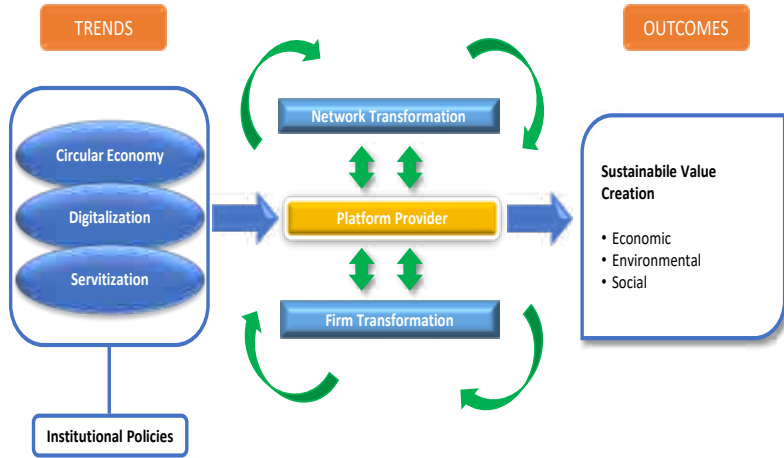 TRENDS
OUTCOMES
Network Transformation
Circular Economy
Sustainabile Value
Creation
Digitalization
Platform Provider
• Economic
• Environmental
• Social
Servitization
Firm Transformation
Institutional Policies